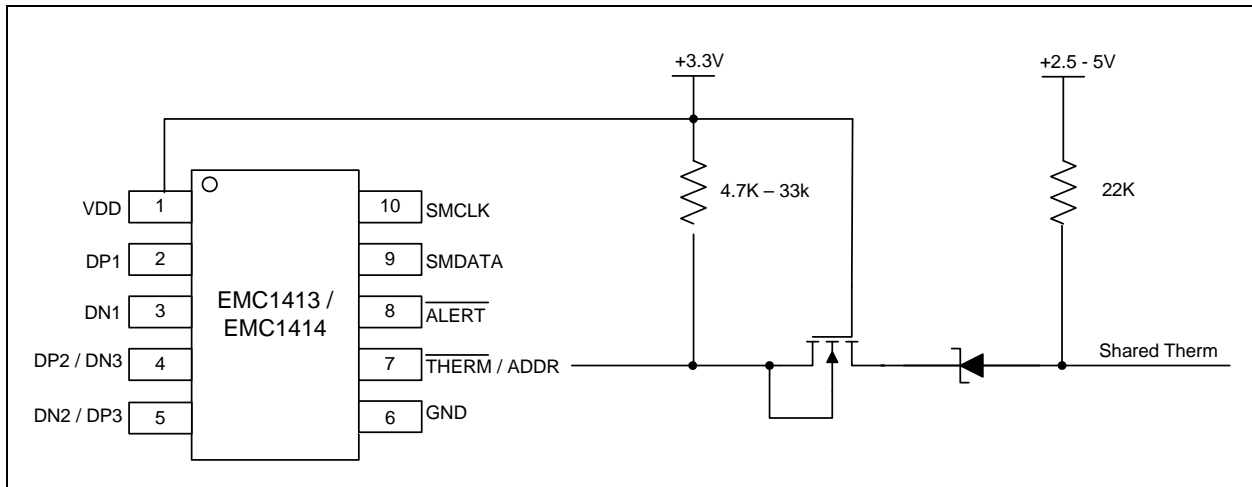 +3.3V
+2.5 - 5V
4.7K – 33k
22K
VDD
1
10
SMCLK
DP1
2
9
SMDATA
DN1
3
EMC1413 /
EMC1414
8
ALERT
DP2 / DN3
4
7
THERM / ADDR
Shared Therm
DN2 / DP3
5
6
GND